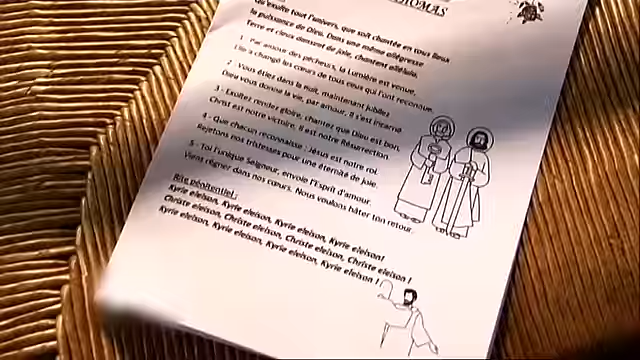 THOMAS
exulte tout l'univers, que soit chantée en tous lieux
la puissance de Dieu. Dans une même allégresse
Terre et cieux dansent de joie, chantent alléluia.
1 - Par amour des pécheurs, la Lumière est venue,
Elle a changé les cœurs de tous ceux qui l'ont reconnue.
2 - Vous étiez dans la nuit, maintenant jubilez
Dieu vous donne la vie, par amour, il s'est incarné
3 - Exultez rendez gloire, chantez que Dieu est bon,
Christ est notre victoire, il est notre Résurrection.
4 - Que chacun reconnaisse : Jésus est notre roi.
Rejetons nos tristesses pour une éternité de joie.
5 - Toi l'unique Seigneur, envoie l'Esprit d'amour.
Viens régner dans nos cœurs. Nous voulons hâter ton retour.
Rite pénitentiel :
Kyrie eleison, Kyrie eleison, Kyrie eleison, Kyrie eleison!
Christe eleison, Christe eleison, Christe eleison, Christe eleison !
Kyrie eleison, Kyrie eleison, Kyrie eleison, Kyrie eleison !